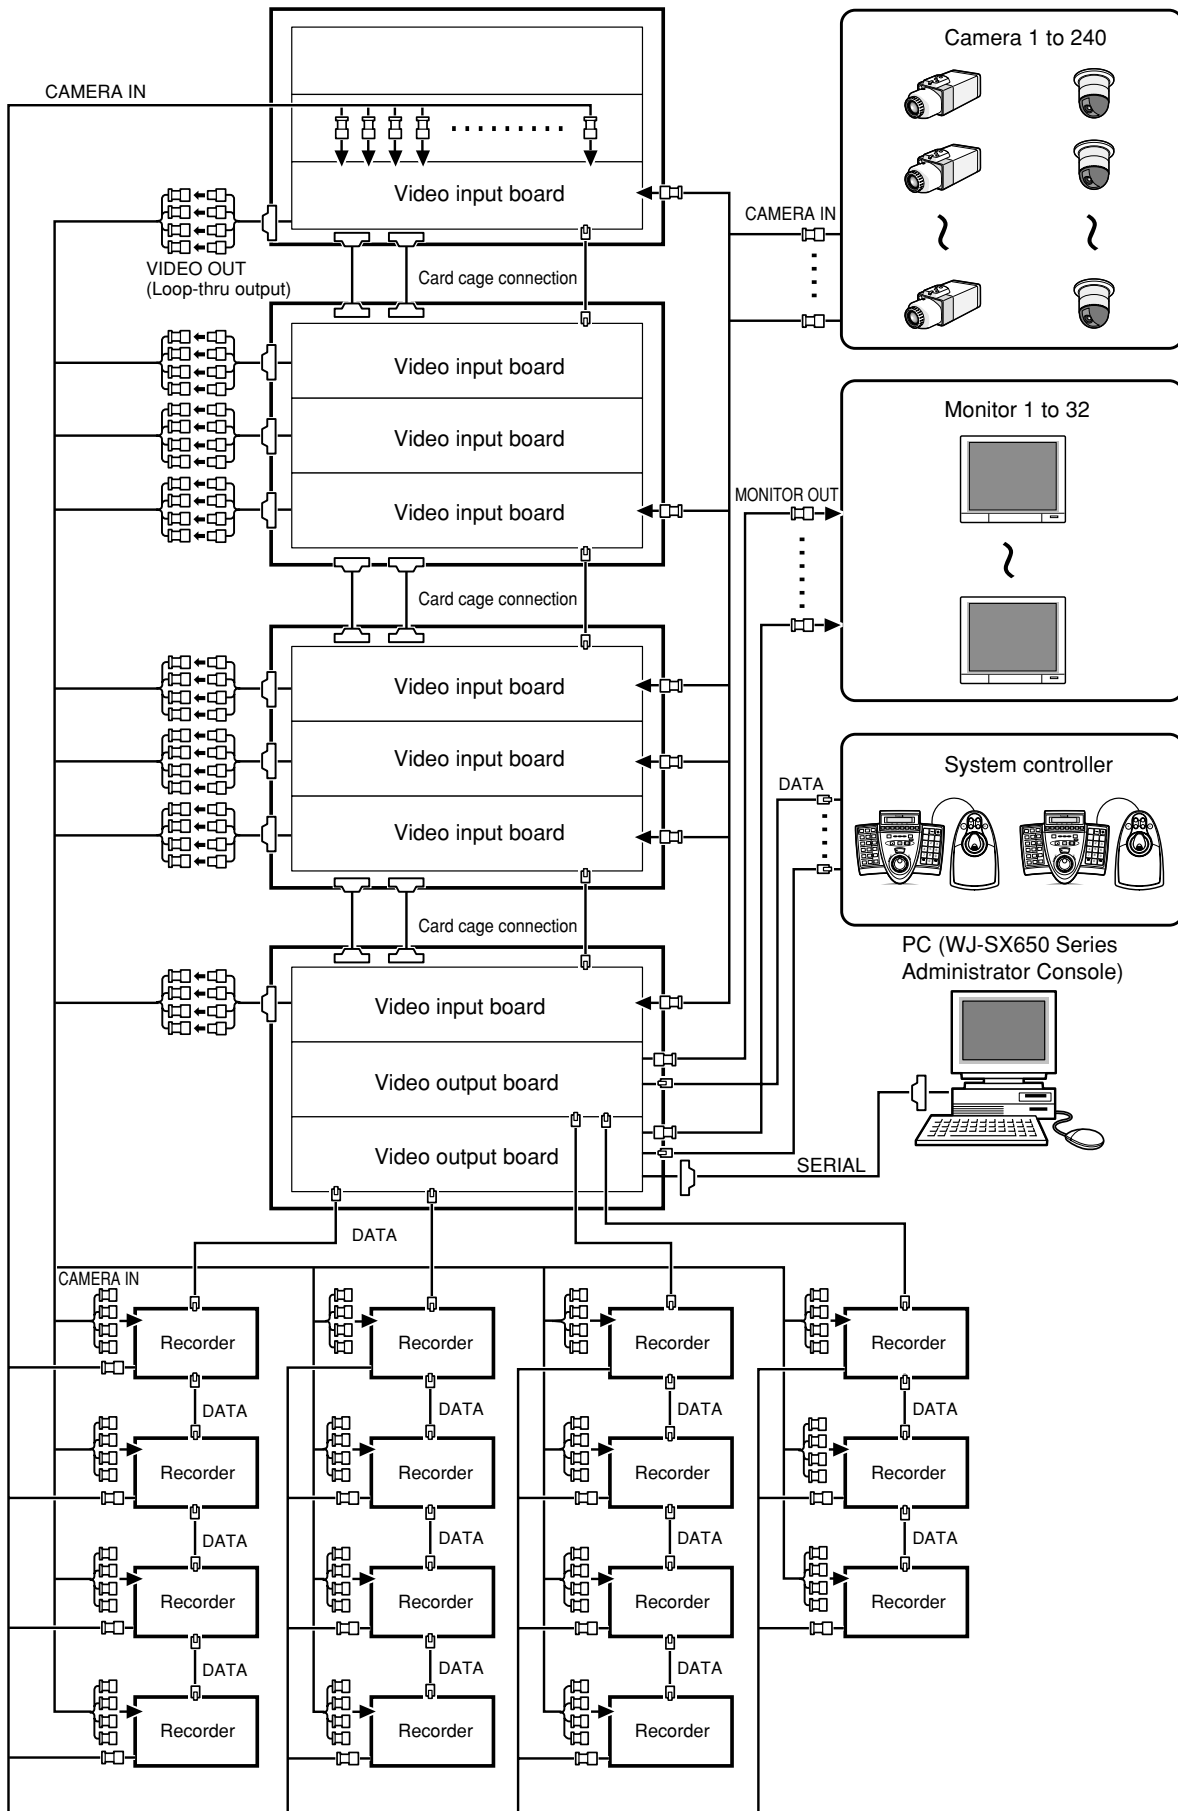 Camera 1 to 240
CAMERA IN
Video input board
CAMERA IN
VIDEO OUT
(Loop-thru output)
Card cage connection
Video input board
Video input board
Video input board
Monitor 1 to 32
MONITOR OUT
Card cage connection
Video input board
Video input board
Video input board
System controller
DATA
Card cage connection
PC (WJ-SX650 Series
Administrator Console)
Video input board
Video output board
Video output board
SERIAL
DATA
CAMERA IN
Recorder
Recorder
Recorder
Recorder
DATA
DATA
DATA
DATA
Recorder
Recorder
Recorder
Recorder
DATA
DATA
DATA
DATA
Recorder
Recorder
Recorder
Recorder
DATA
DATA
DATA
Recorder
Recorder
Recorder